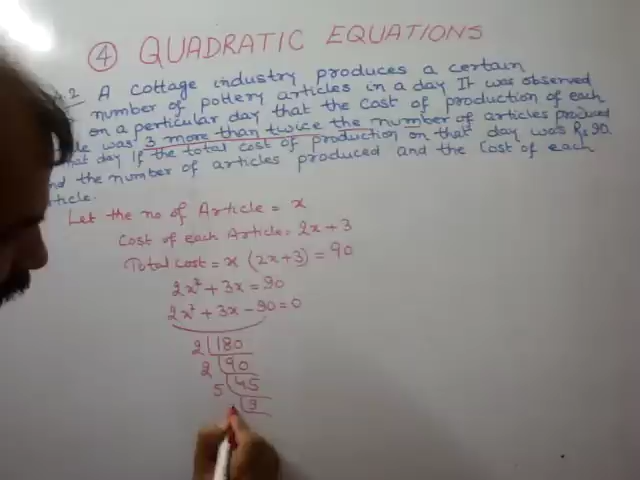 ④ QUADRATIC EQUATIONS
.2 A cottage industry produces a certain
number of pottery articles in a day It was observed
on a perticular day that the cost of production of each
was 3 more than twice the number of articles produced
day If the total cost of production on that day was Rs 90
the number of articles produced and the cost of each
Let the no of Article = x
Cost of each Article = 2x + 3
Total cost = x (2x+3) = 90
2x² + 3x = 90
2x² + 3x - 90 = 0
2 180
2 90
5 45